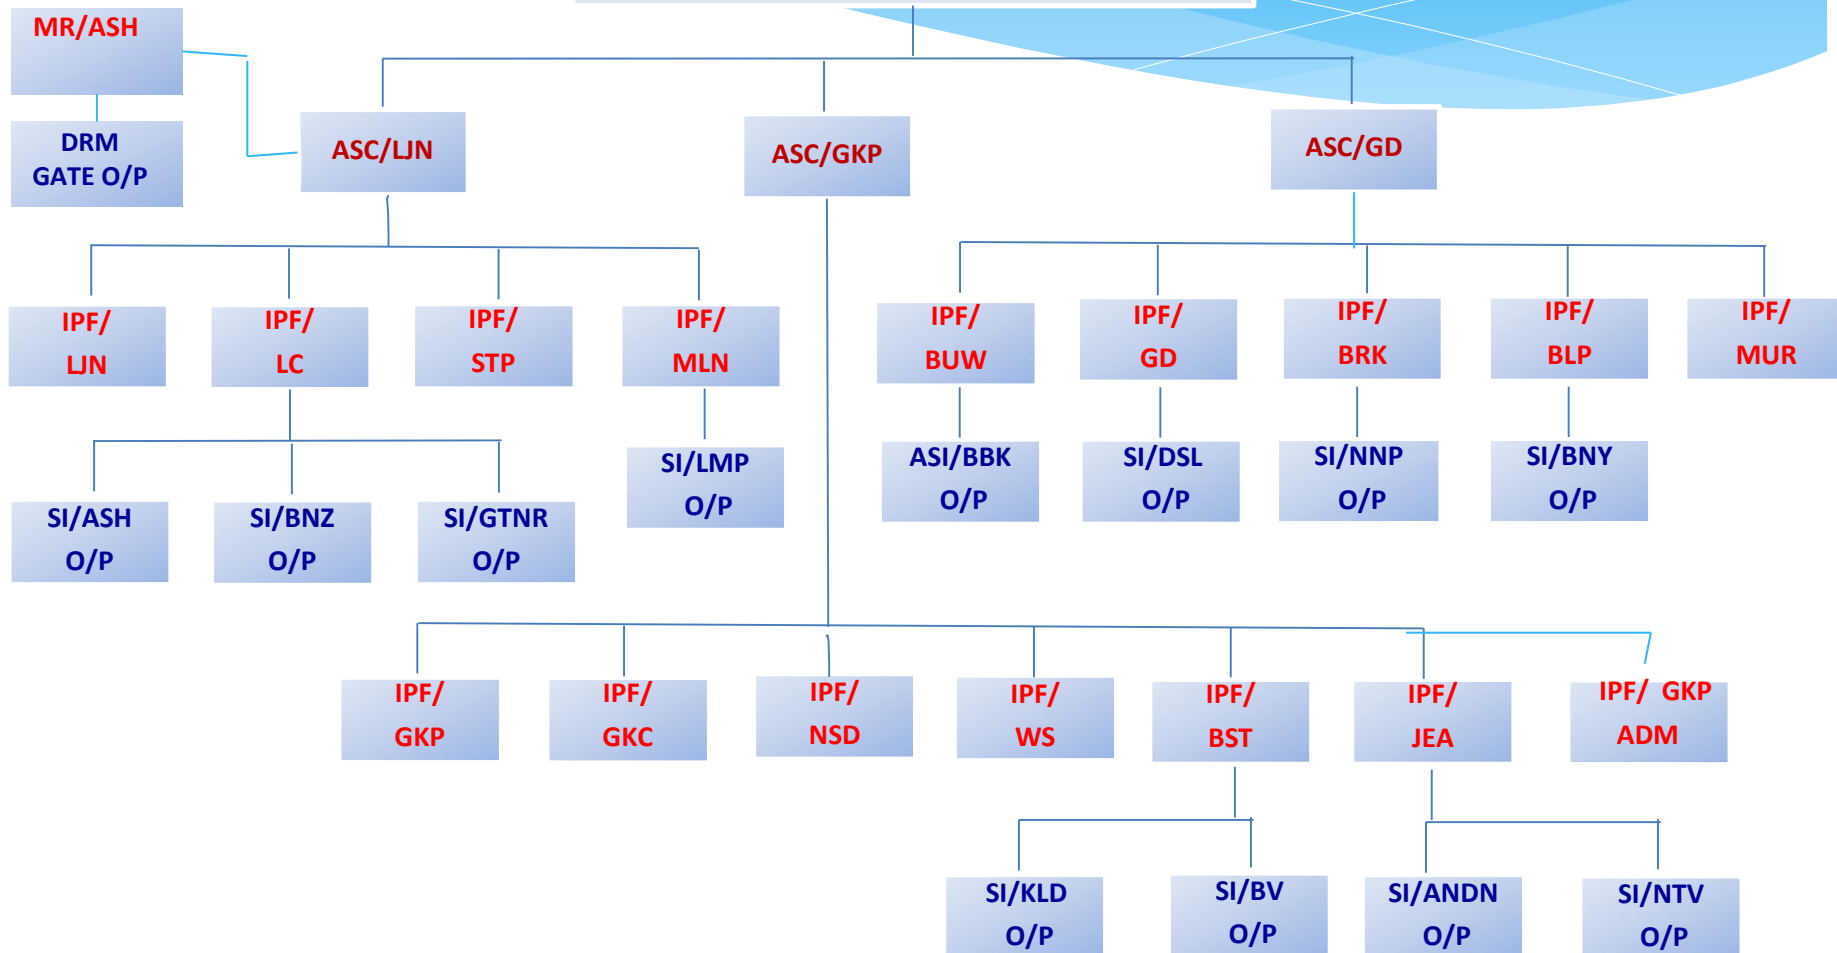 MR/ASH
DRM
GATE O/P
ASC/LJN
ASC/GKP
ASC/GD
IPF/
LJN
IPF/
LC
IPF/
STP
IPF/
MLN
IPF/
BUW
IPF/
GD
IPF/
BRK
IPF/
BLP
IPF/
MUR
SI/LMP
O/P
ASI/BBK
O/P
SI/DSL
O/P
SI/NNP
O/P
SI/BNY
O/P
SI/ASH
O/P
SI/BNZ
O/P
SI/GTNR
O/P
IPF/
GKP
IPF/
GKC
IPF/
NSD
IPF/
WS
IPF/
BST
IPF/
JEA
IPF/ GKP
ADM
SI/KLD
O/P
SI/BV
O/P
SI/ANDN
O/P
SI/NTV
O/P